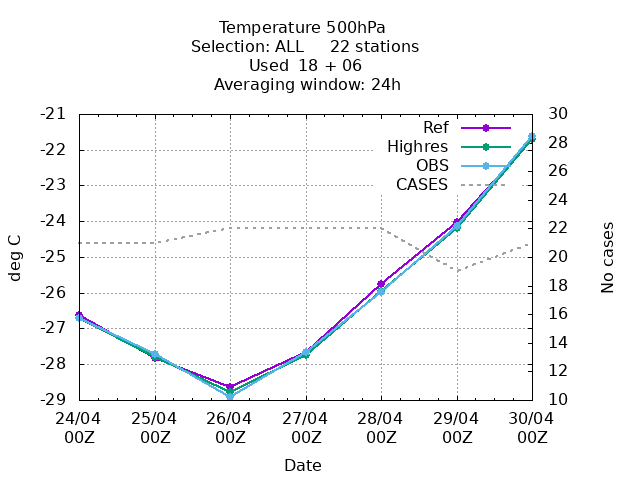 Temperature 500hPa
Selection: ALL     22 stations
Used  18 + 06
Averaging window: 24h
-21
-22
-23
-24
-25
-26
-27
-28
-29
30
28
26
24
22
20
18
16
14
12
10
Ref
Highres
OBS
CASES
deg C
No cases
24/04 25/04 26/04 27/04 28/04 29/04 30/04
00Z 00Z 00Z 00Z 00Z 00Z 00Z
Date